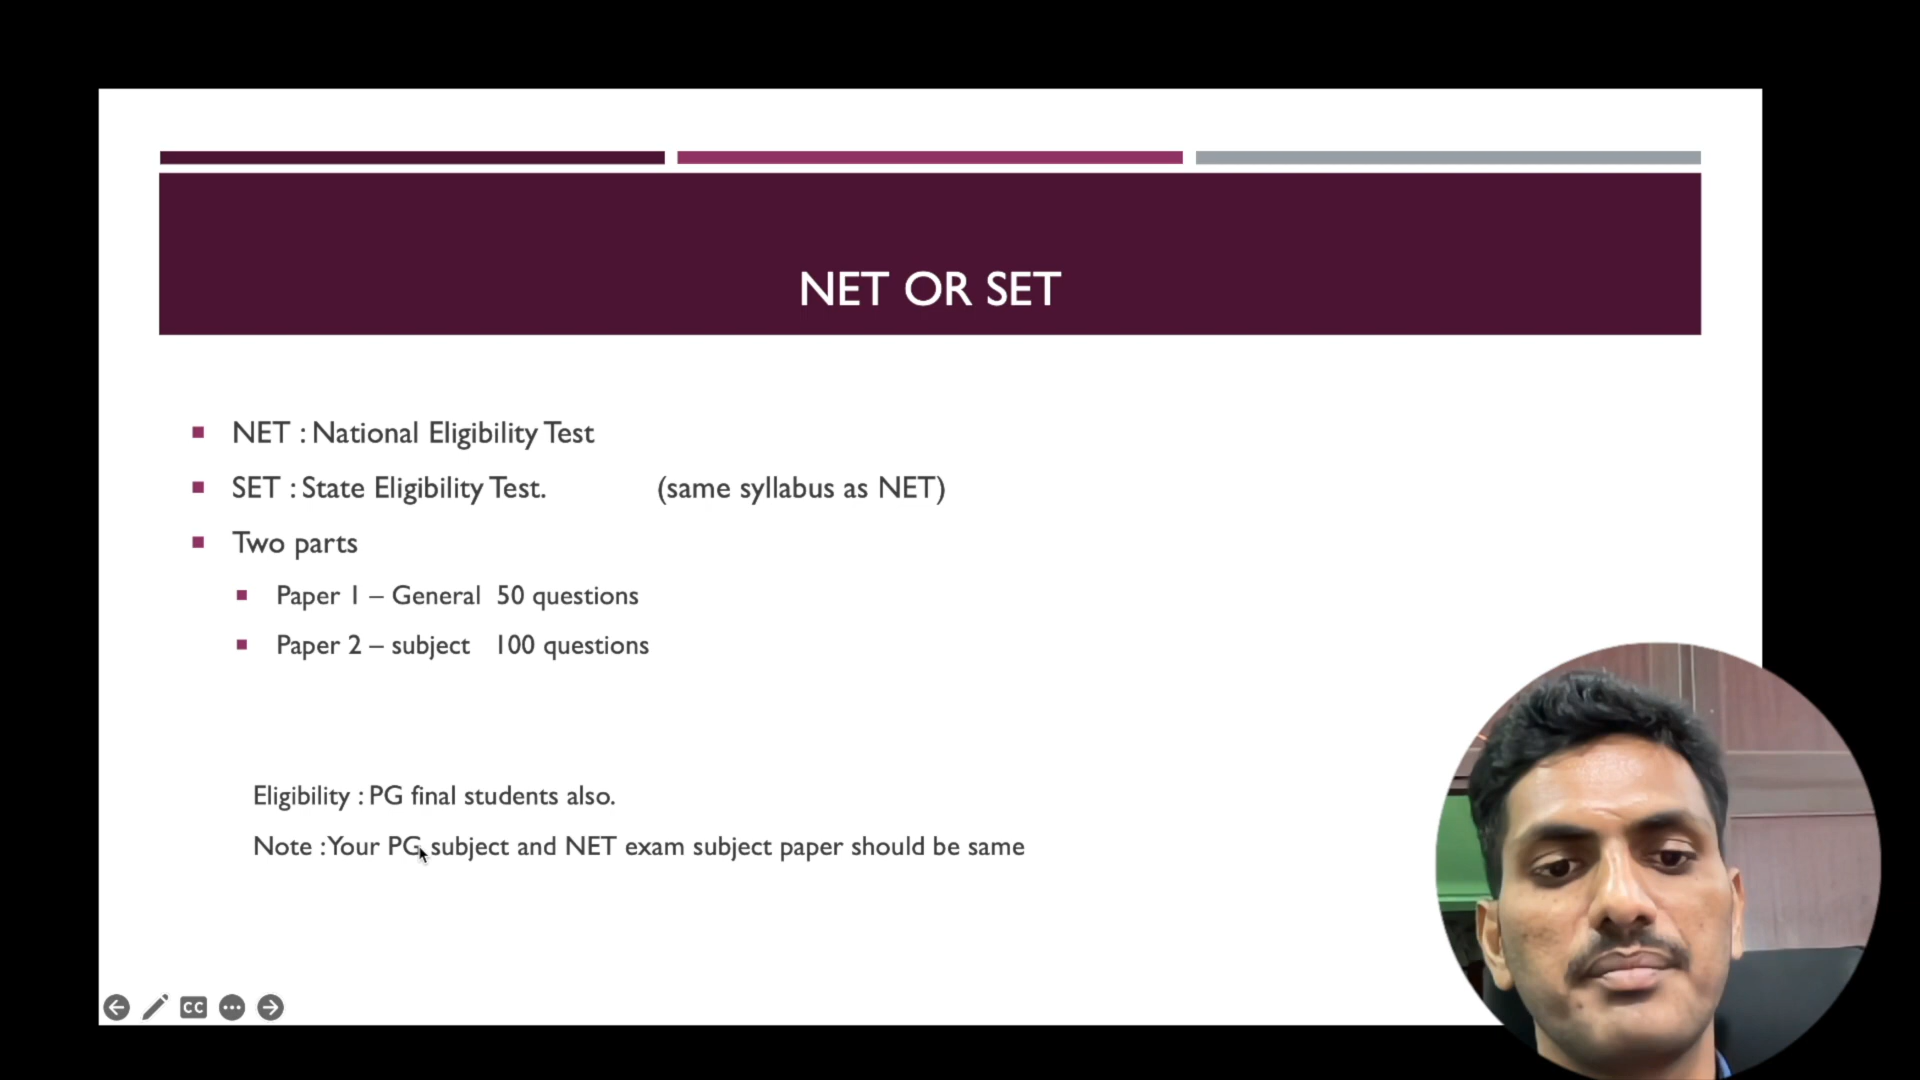 NET OR SET
NET : National Eligibility Test
SET : State Eligibility Test. (same syllabus as NET)
Two parts
Paper 1 – General 50 questions
Paper 2 – subject 100 questions
Eligibility : PG final students also.
Note : Your PG subject and NET exam subject paper should be same
CC